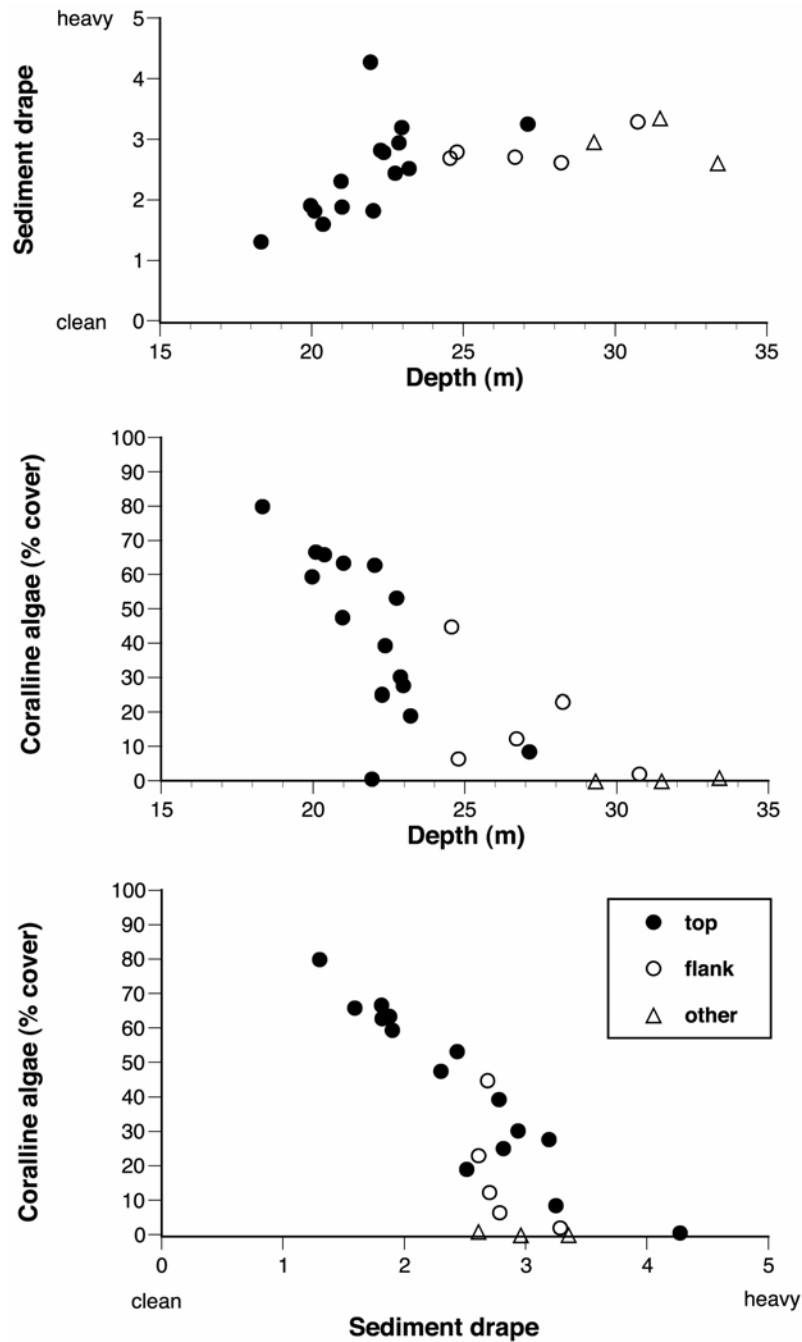 heavy
5
4
3
2
1
0
clean
Sediment drape
15 20 25 30 35
Depth (m)
100
90
80
70
60
50
40
30
20
10
0
Coralline algae (% cover)
15 20 25 30 35
Depth (m)
100
90
80
70
60
50
40
30
20
10
0
Coralline algae (% cover)
top
flank
other
0 1 2 3 4 5
clean heavy
Sediment drape